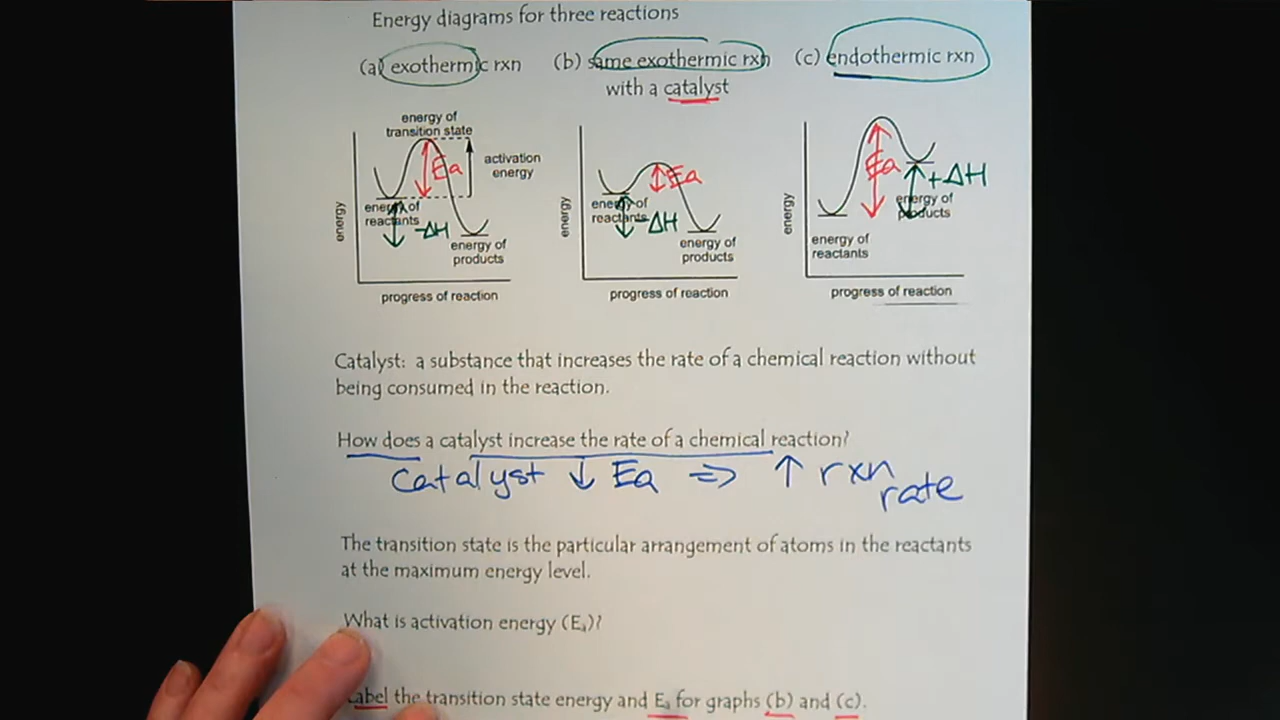 Energy diagrams for three reactions
(a) exothermic rxn
(b) same exothermic rxn
with a catalyst
(c) endothermic rxn
energy of
transition state
activation
energy
Ea
energy of
reactants
-ΔH
energy of
products
energy
progress of reaction
Ea
energy of
reactants
-ΔH
energy of
products
energy
progress of reaction
Ea
+ΔH
energy of
products
energy of
reactants
energy
progress of reaction
Catalyst: a substance that increases the rate of a chemical reaction without
being consumed in the reaction.
How does a catalyst increase the rate of a chemical reaction?
Catalyst ↓ Ea ⇒ ↑ rxn
rate
The transition state is the particular arrangement of atoms in the reactants
at the maximum energy level.
What is activation energy (Ea)?
Label the transition state energy and Ea for graphs (b) and (c).